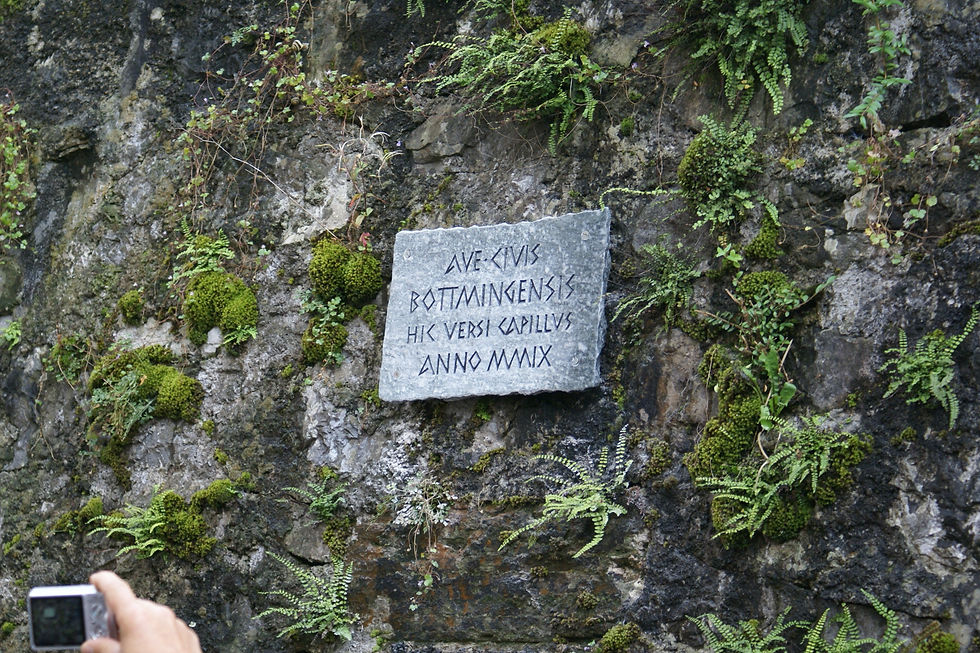 AVE·CIVIS
BOTTMINGENSIS
HIC VERSI CAPILLVS
ANNO MMIX